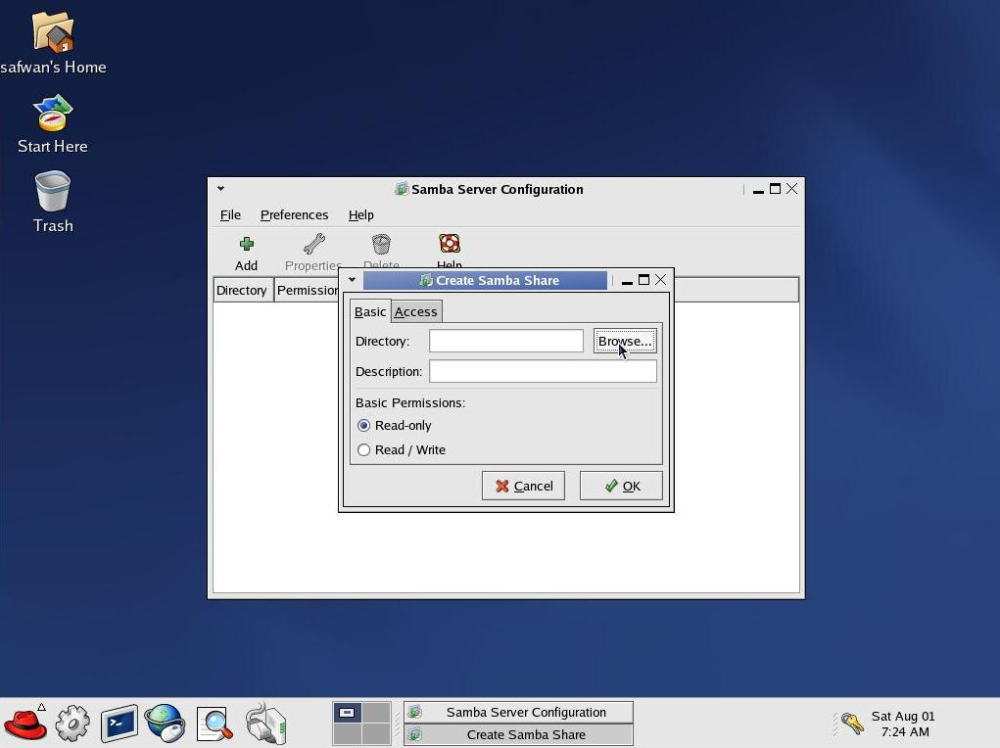 safwan's Home
Start Here
Trash
Samba Server Configuration
File Preferences Help
Add Properties Delete Help
Directory Permission
Create Samba Share
Basic Access
Directory: Browse...
Description:
Basic Permissions:
Read-only
Read / Write
Cancel OK
Samba Server Configuration
Create Samba Share
Sat Aug 01
7:24 AM